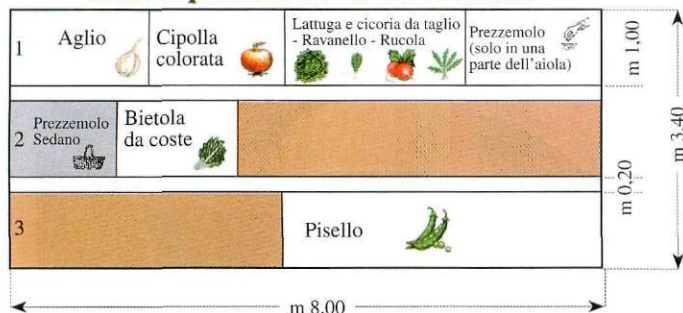 1
Aglio
Cipolla
colorata
Lattuga e cicoria da taglio
- Ravanello - Rucola
Prezzemolo
(solo in una
parte dell'aiola)
m 1,00
2
Prezzemolo
Sedano
Bietola
da coste
m 0,20
m 3,40
3
Pisello
m 8,00